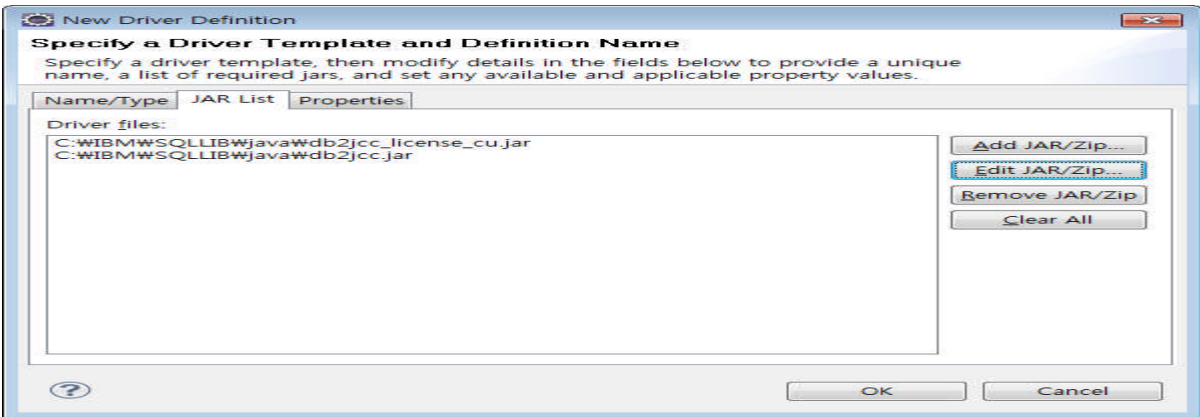 New Driver Definition
Specify a Driver Template and Definition Name
Specify a driver template, then modify details in the fields below to provide a unique
name, a list of required jars, and set any available and applicable property values.
Name/Type JAR List Properties
Driver files:
C:₩IBM₩SQLLIB₩java₩db2jcc_license_cu.jar
C:₩IBM₩SQLLIB₩java₩db2jcc.jar
Add JAR/Zip...
Edit JAR/Zip...
Remove JAR/Zip
Clear All
OK Cancel